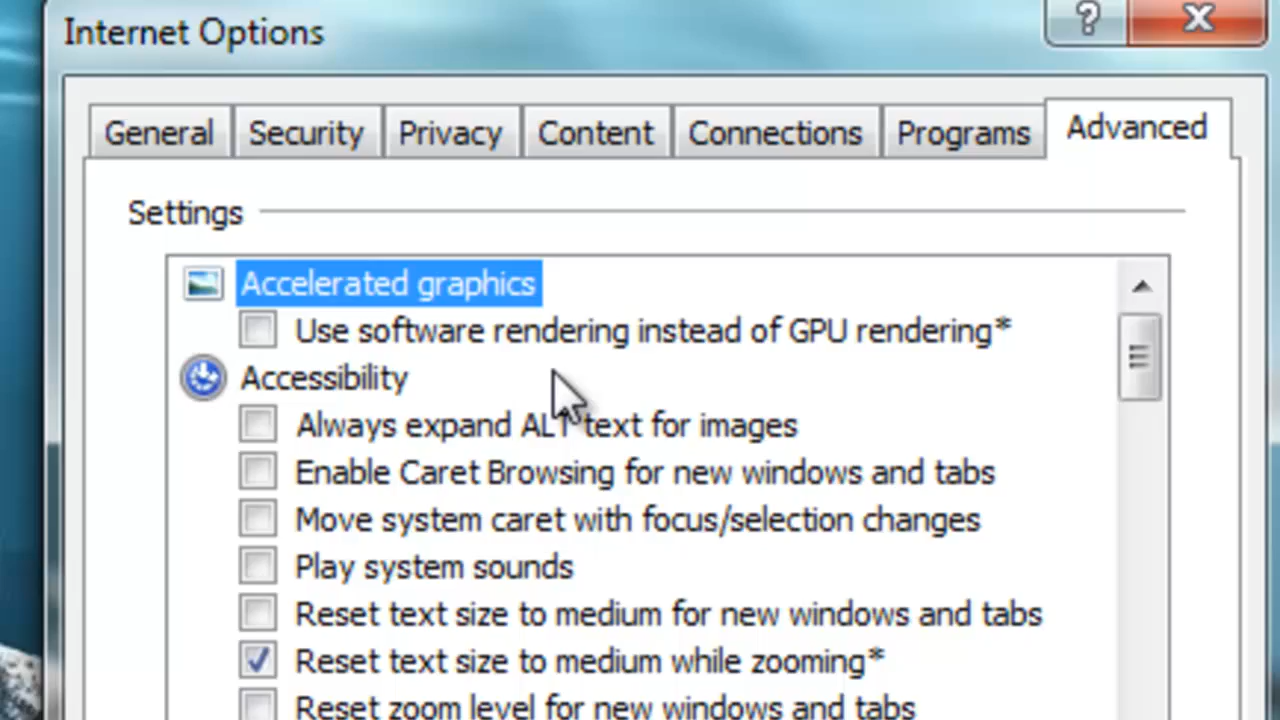 Internet Options
General Security Privacy Content Connections Programs Advanced
Settings
Accelerated graphics
Use software rendering instead of GPU rendering*
Accessibility
Always expand ALT text for images
Enable Caret Browsing for new windows and tabs
Move system caret with focus/selection changes
Play system sounds
Reset text size to medium for new windows and tabs
Reset text size to medium while zooming*
Reset zoom level for new windows and tabs